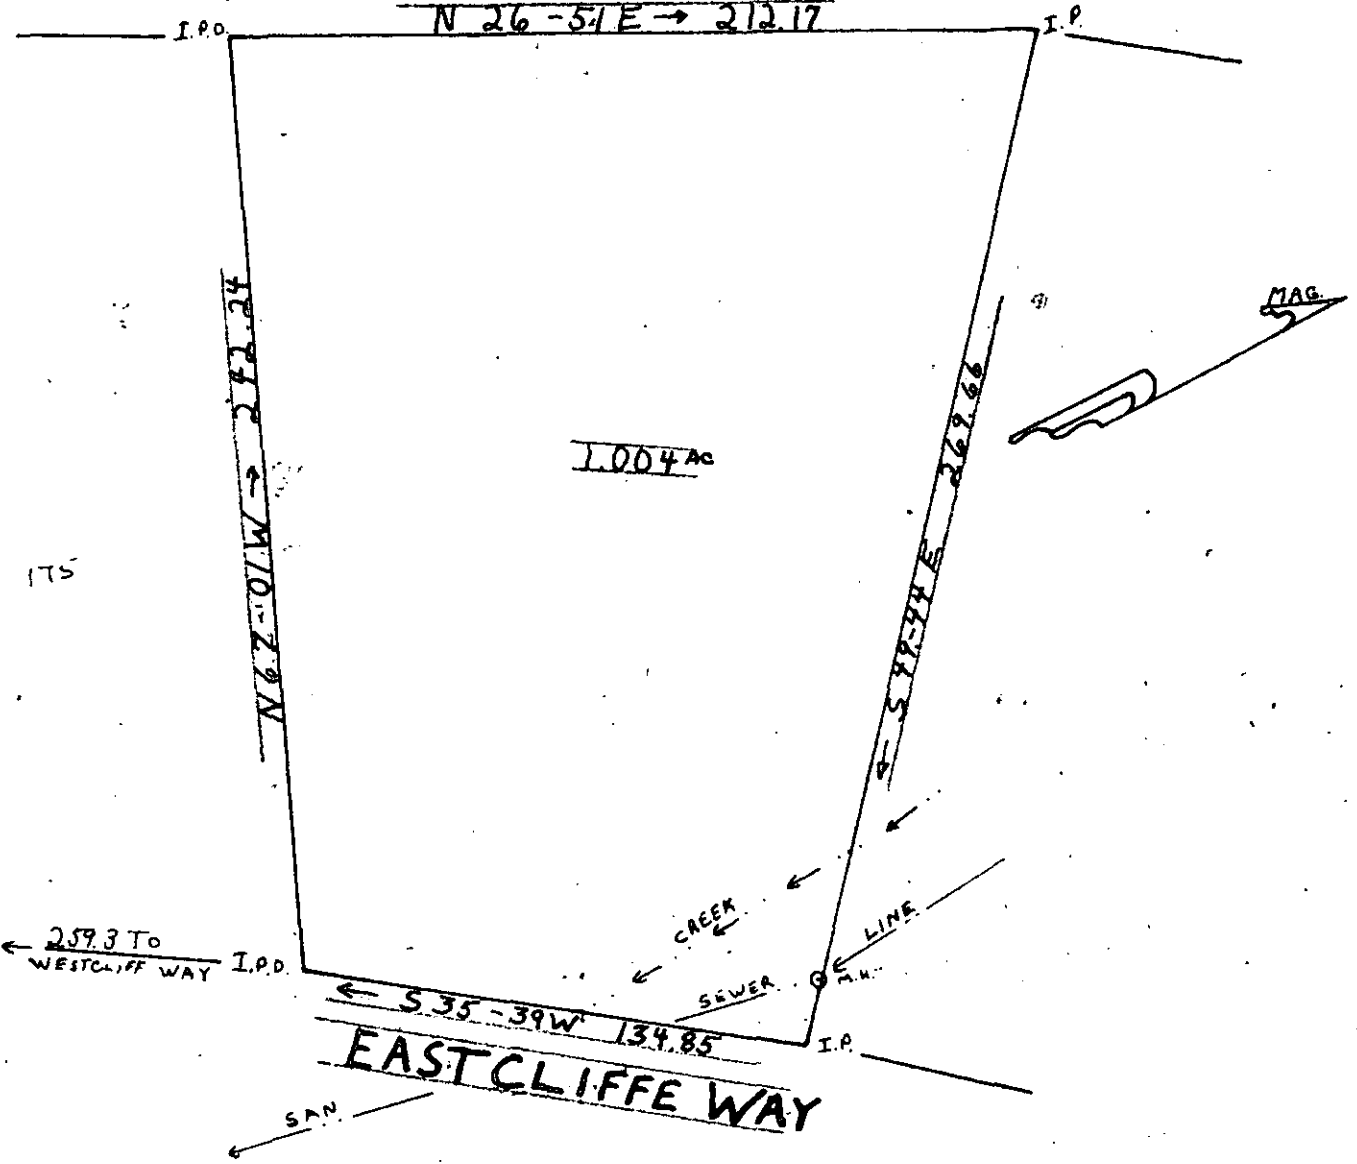 N 26-51 E → 212.17
I.P.O.
I.P.
MAG.
N 67-01 W → 242.24
1.004 AC
← S 49-44 E 269.66
175
CREEK
LINE
← 259.3 TO
WESTCLIFF WAY
I.P.O.
SEWER
M.H.
← S 35-39 W 134.85
I.P.
EASTCLIFFE WAY
SAN.